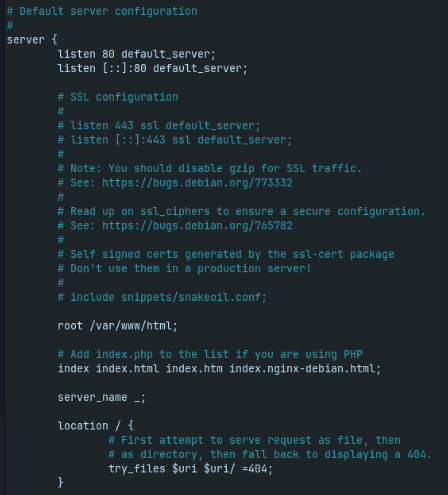 # Default server configuration
#
server {
        listen 80 default_server;
        listen [::]:80 default_server;

        # SSL configuration
        #
        # listen 443 ssl default_server;
        # listen [::]:443 ssl default_server;
        #
        # Note: You should disable gzip for SSL traffic.
        # See: https://bugs.debian.org/773332
        #
        # Read up on ssl_ciphers to ensure a secure configuration.
        # See: https://bugs.debian.org/765782
        #
        # Self signed certs generated by the ssl-cert package
        # Don't use them in a production server!
        #
        # include snippets/snakeoil.conf;

        root /var/www/html;

        # Add index.php to the list if you are using PHP
        index index.html index.htm index.nginx-debian.html;

        server_name _;

        location / {
                # First attempt to serve request as file, then
                # as directory, then fall back to displaying a 404.
                try_files $uri $uri/ =404;
        }